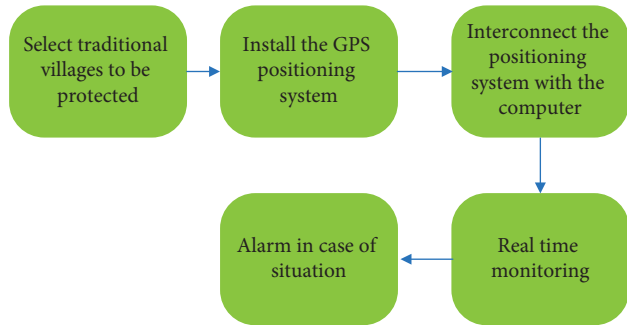 Select traditional
villages to be
protected
Install the GPS
positioning
system
Interconnect the
positioning
system with the
computer
Real time
monitoring
Alarm in case of
situation